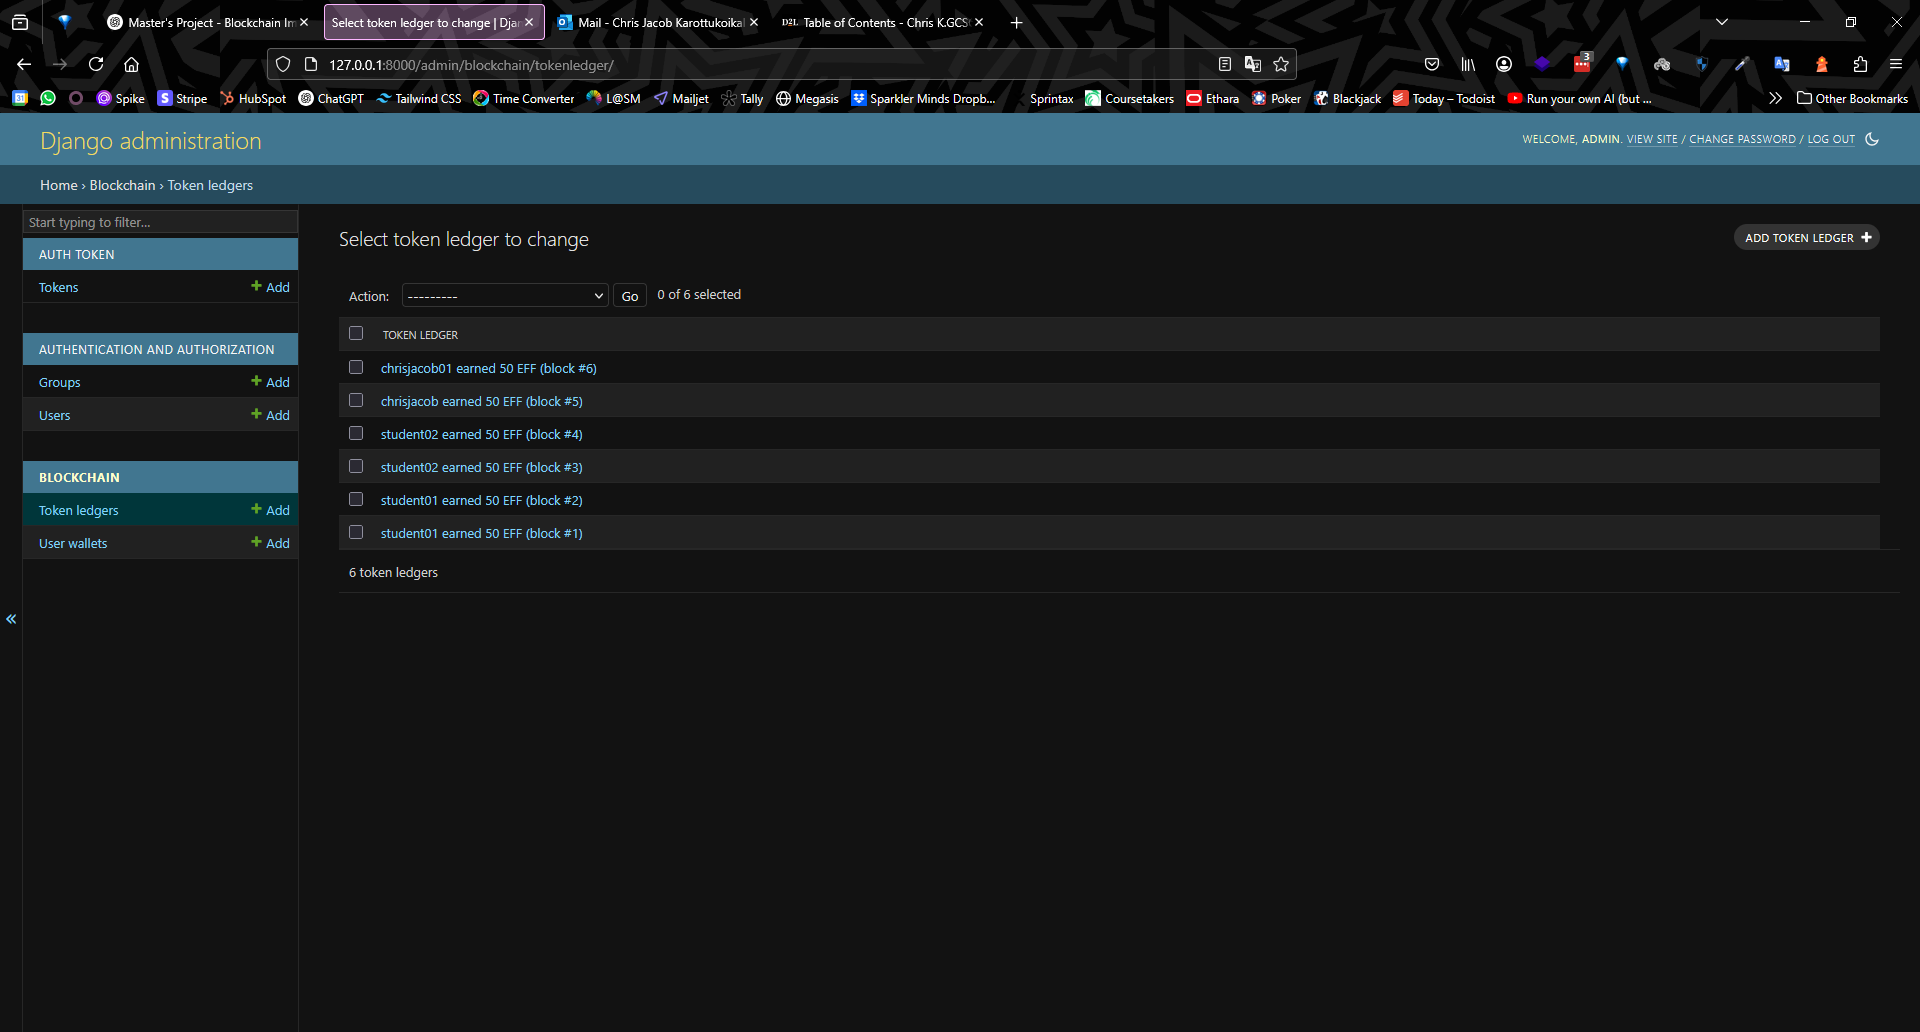 Master's Project - Blockchain Im
Select token ledger to change | Djan
Mail - Chris Jacob Karottukoikal
D2L Table of Contents - Chris K.GCS
127.0.0.1:8000/admin/blockchain/tokenledger/
3
31 Spike Stripe HubSpot ChatGPT Tailwind CSS Time Converter L@SM Mailjet Tally Megasis Sparkler Minds Dropb... Sprintax Coursetakers Ethara Poker Blackjack Today – Todoist Run your own AI (but ... Other Bookmarks
Django administration
WELCOME, ADMIN. VIEW SITE / CHANGE PASSWORD / LOG OUT
Home › Blockchain › Token ledgers
Start typing to filter...
AUTH TOKEN
Tokens + Add
AUTHENTICATION AND AUTHORIZATION
Groups + Add
Users + Add
BLOCKCHAIN
Token ledgers + Add
User wallets + Add
«
Select token ledger to change
ADD TOKEN LEDGER +
Action: --------- Go 0 of 6 selected
TOKEN LEDGER
chrisjacob01 earned 50 EFF (block #6)
chrisjacob earned 50 EFF (block #5)
student02 earned 50 EFF (block #4)
student02 earned 50 EFF (block #3)
student01 earned 50 EFF (block #2)
student01 earned 50 EFF (block #1)
6 token ledgers